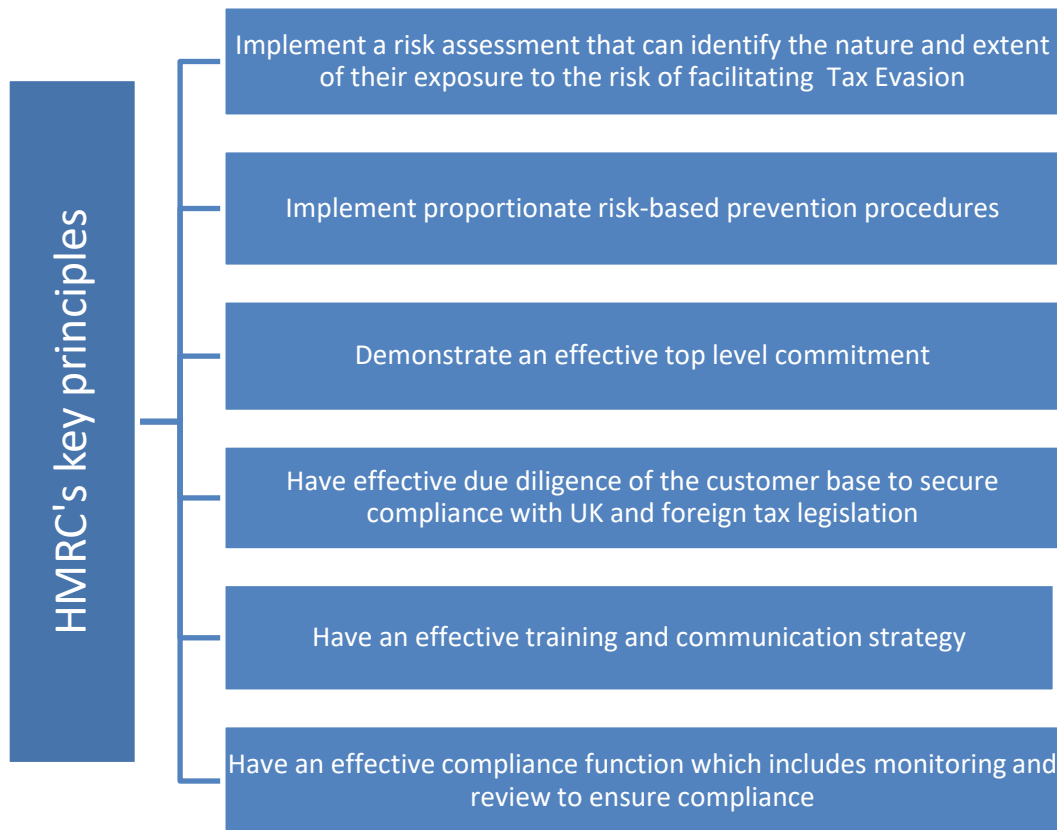 HMRC's key principles
Implement a risk assessment that can identify the nature and extent
of their exposure to the risk of facilitating  Tax Evasion
Implement proportionate risk-based prevention procedures
Demonstrate an effective top level commitment
Have effective due diligence of the customer base to secure
compliance with UK and foreign tax legislation
Have an effective training and communication strategy
Have an effective compliance function which includes monitoring and
review to ensure compliance